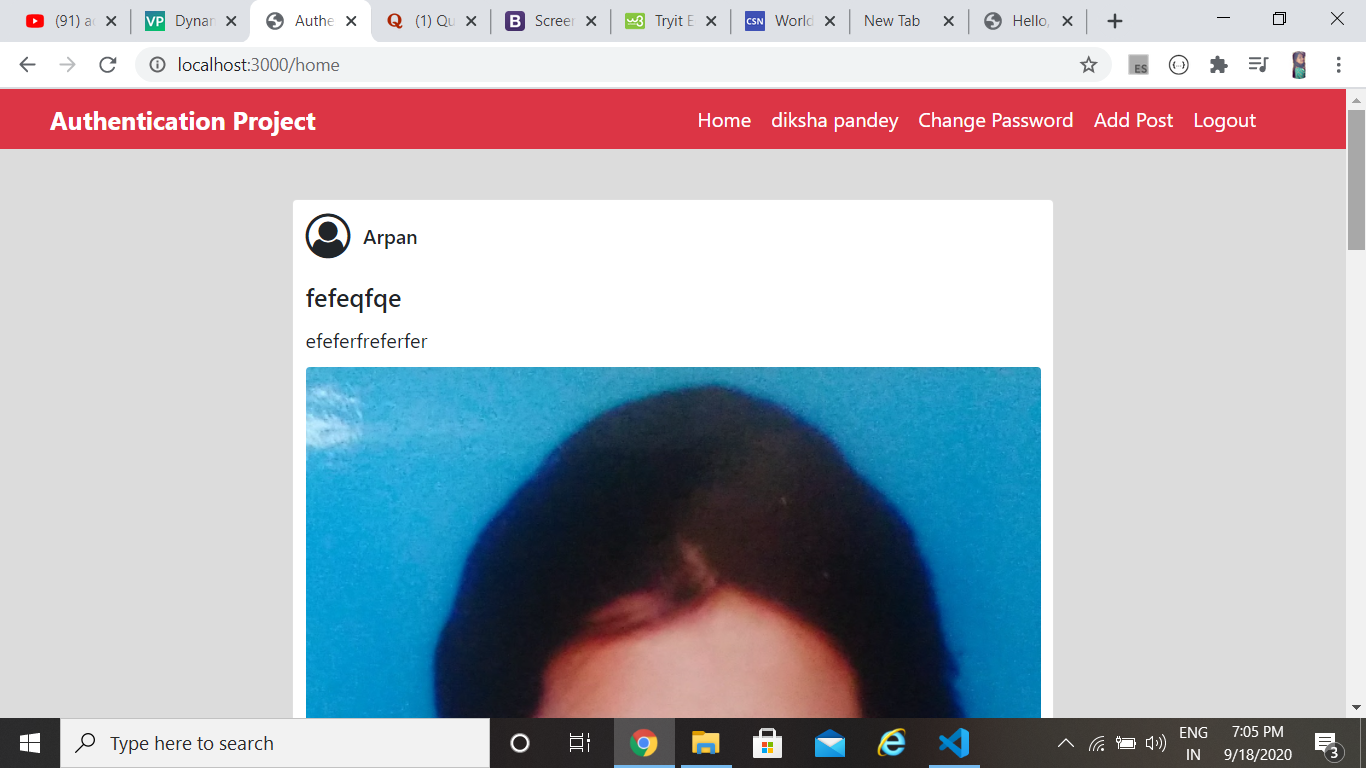 (91) a
Dynan
Authe
(1) Qu
Screen
Tryit E
World
New Tab
Hello,
localhost:3000/home
ES
Authentication Project
Home diksha pandey Change Password Add Post Logout
Arpan
fefeqfqe
efeferfreferfer
Type here to search
ENG
IN
7:05 PM
9/18/2020
3